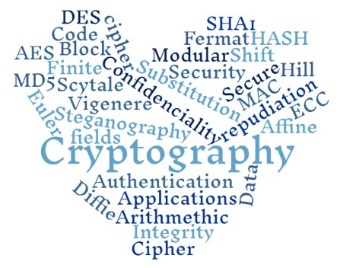 DES
cipher
SHA1
Code
Fermat
HASH
AES
Block
Modular
Shift
Finite
Confidenciality
Substitution
Security
Secure
Hill
MD5
Scytale
MAC
Vigenere
repudiation
ECC
Euler
Steganography
Affine
fields
Cryptography
Authentication
Data
Diffie
Applications
Arithmethic
Integrity
Cipher